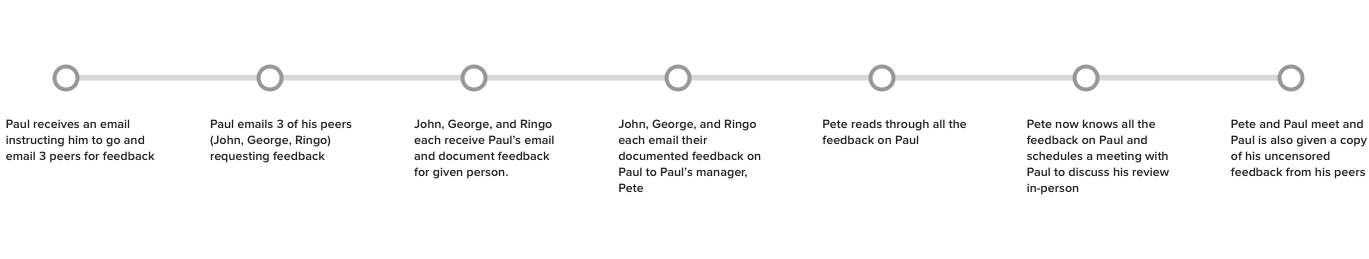 Paul receives an email
instructing him to go and
email 3 peers for feedback
Paul emails 3 of his peers
(John, George, Ringo)
requesting feedback
John, George, and Ringo
each receive Paul's email
and document feedback
for given person.
John, George, and Ringo
each email their
documented feedback on
Paul to Paul's manager,
Pete
Pete reads through all the
feedback on Paul
Pete now knows all the
feedback on Paul and
schedules a meeting with
Paul to discuss his review
in-person
Pete and Paul meet and
Paul is also given a copy
of his uncensored
feedback from his peers